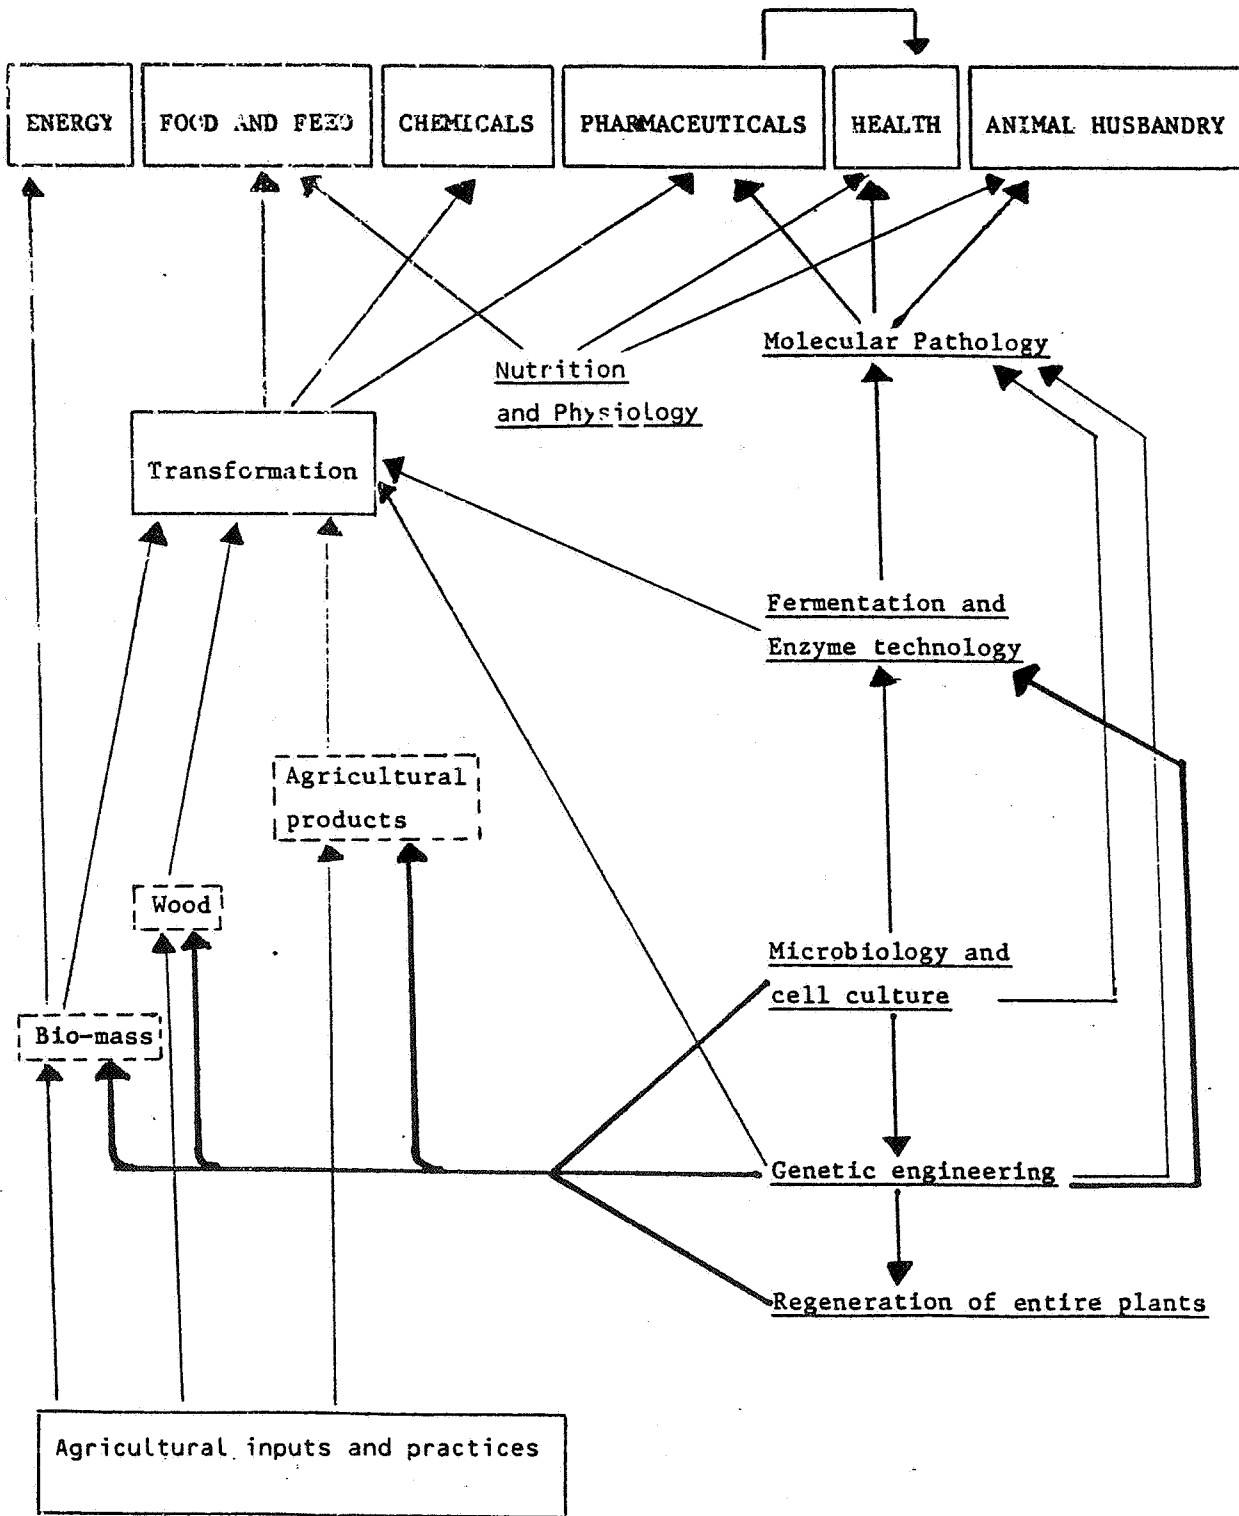 ENERGY
FOOD AND FEED
CHEMICALS
PHARMACEUTICALS
HEALTH
ANIMAL HUSBANDRY
Molecular Pathology
Nutrition
and Physiology
Transformation
Fermentation and
Enzyme technology
Agricultural
products
Wood
Microbiology and
cell culture
Bio-mass
Genetic engineering
Regeneration of entire plants
Agricultural inputs and practices